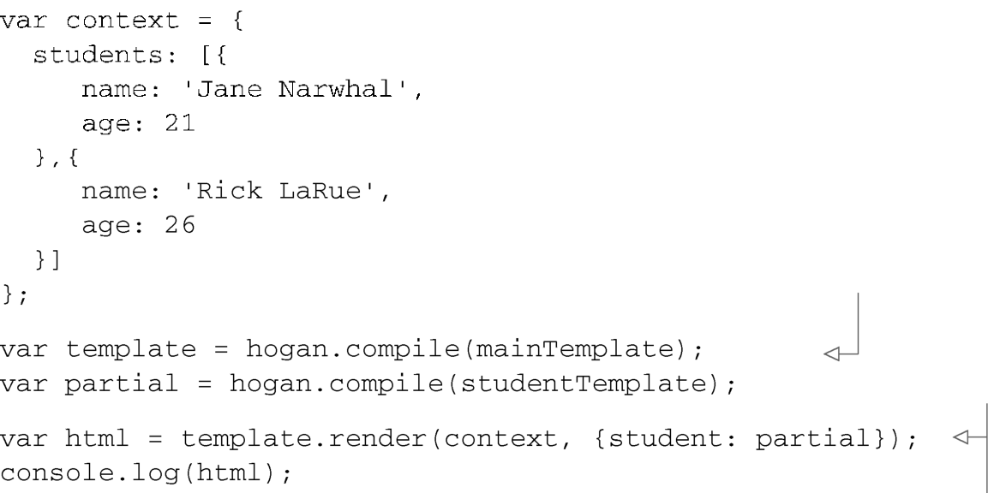 var context = {
  students: [{
     name: 'Jane Narwhal',
     age: 21
  },{
     name: 'Rick LaRue',
     age: 26
  }]
};
var template = hogan.compile(mainTemplate);
var partial = hogan.compile(studentTemplate);
var html = template.render(context, {student: partial});
console.log(html);